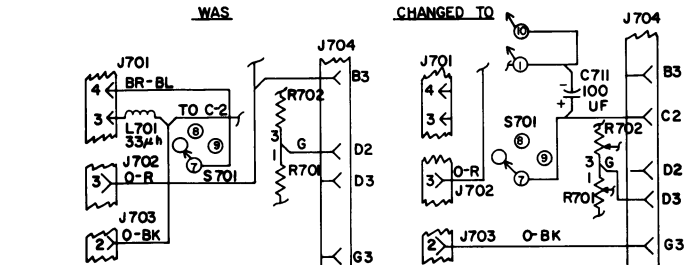 WAS
J701
4
BR-BL
3
TO C-2
L701
33μh
8
9
7
S701
J702
3
O-R
J703
2
O-BK
J704
B3
R702
3
1
G
D2
R701
D3
G3
CHANGED TO
10
1
J704
J701
4
3
C711
100
UF
-
+
B3
C2
S701
8
9
7
R702
3
G
1
R701
D2
D3
3
O-R
J702
2
J703
O-BK
G3